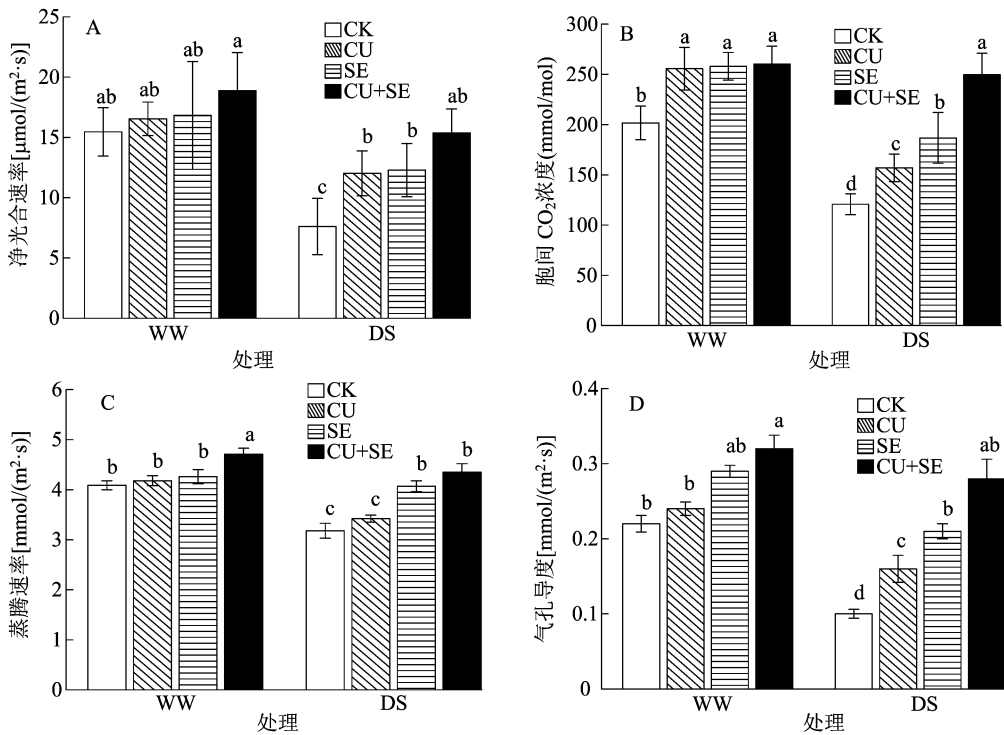 A
净光合速率[μmol/(m²·s)]
25
20
15
10
5
0
ab
ab
ab
a
c
b
b
ab
CK
CU
SE
CU+SE
WW
DS
处理
B
胞间 CO₂浓度(mmol/mol)
300
250
200
150
100
50
0
b
a
a
a
d
c
b
a
CK
CU
SE
CU+SE
WW
DS
处理
C
蒸腾速率[mmol/(m²·s)]
6
5
4
3
2
1
0
b
b
b
a
c
c
b
b
CK
CU
SE
CU+SE
WW
DS
处理
D
气孔导度[mmol/(m²·s)]
0.4
0.3
0.2
0.1
0
b
b
ab
a
d
c
b
ab
CK
CU
SE
CU+SE
WW
DS
处理